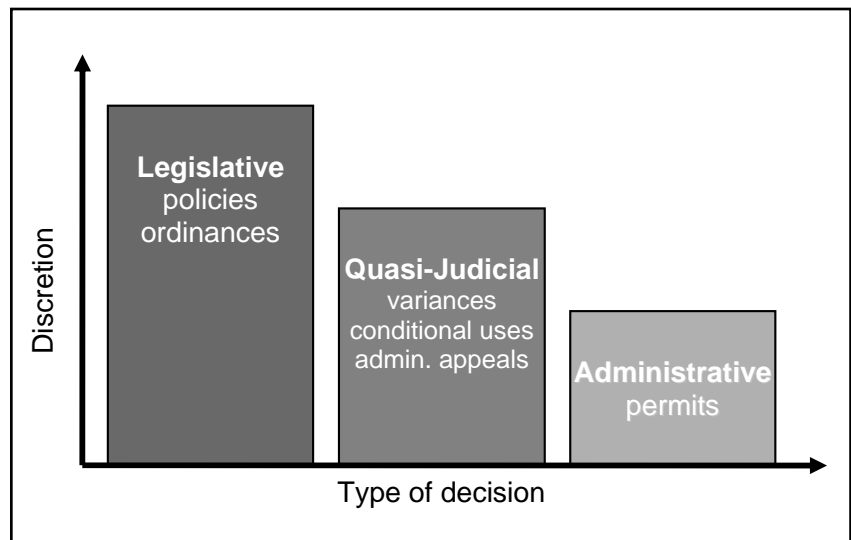 Discretion
Legislative
policies
ordinances
Quasi-Judicial
variances
conditional uses
admin. appeals
Administrative
permits
Type of decision